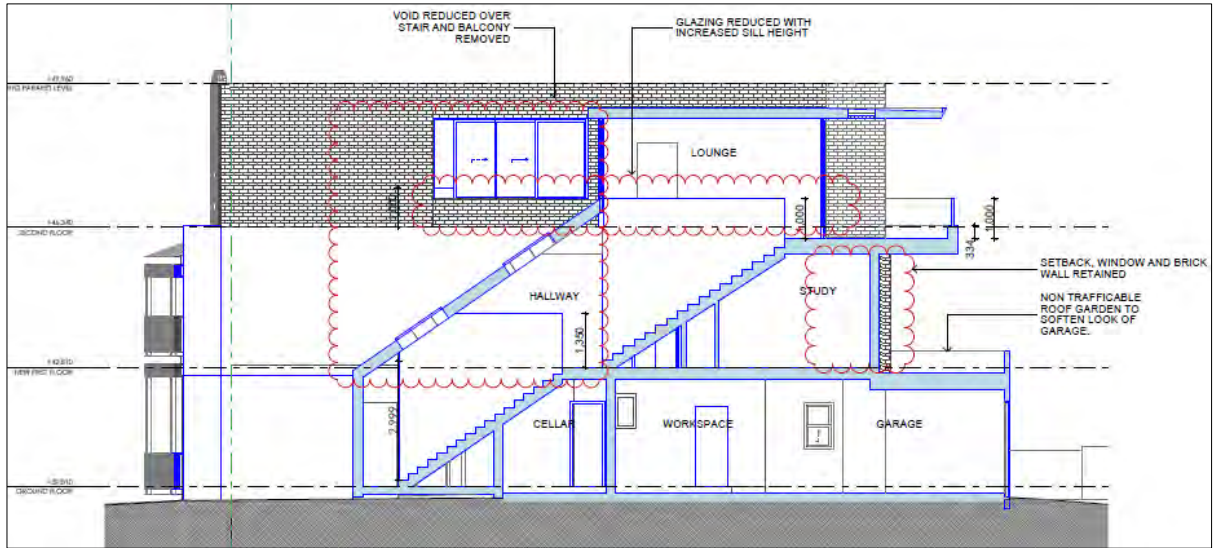 VOID REDUCED OVER
STAIR AND BALCONY
REMOVED
GLAZING REDUCED WITH
INCREASED SILL HEIGHT
LOUNGE
SECOND FLOOR
1,000
334
SETBACK, WINDOW AND BRICK
WALL RETAINED
HALLWAY
STUDY
NON TRAFFICABLE
ROOF GARDEN TO
SOFTEN LOOK OF
GARAGE.
1,350
NEW FIRST FLOOR
2,999
CELLAR
WORKSPACE
GARAGE
GROUND FLOOR